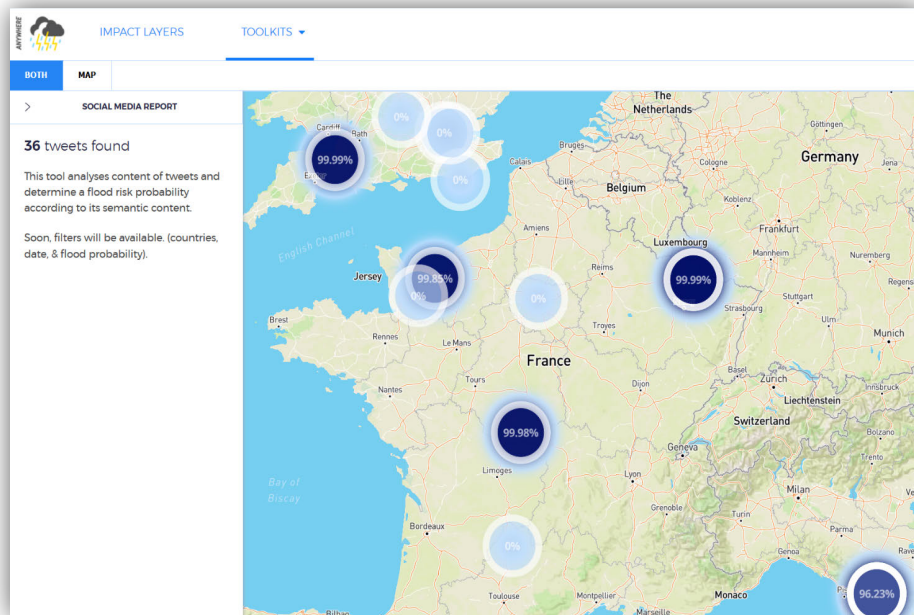 ANYWHERE
IMPACT LAYERS
TOOLKITS
BOTH
MAP
SOCIAL MEDIA REPORT
36 tweets found
This tool analyses content of tweets and
determine a flood risk probability
according to its semantic content.
Soon, filters will be available. (countries,
date, & flood probability).
The
Netherlands
Göttingen
Cardiff
Bath
0%
0%
99.99%
Bruges
Calais
Cologne
Germany
Jena
0%
Lille
Belgium
Koblenz
English Channel
Amiens
Frankfurt
Luxembourg
Mannheim
Nuremberg
Jersey
99.85%
Reims
99.99%
Regens
0%
0%
Strasbourg
Stuttgart
Brest
Troyes
Ulm
Rennes
Le Mans
Munich
France
Basel
Zürich
Tours
Dijon
Innsbruck
Nantes
Liechtenstein
Switzerland
99.98%
Bolzano
Geneva
Trento
Limoges
Lyon
Bay of
Biscay
Milan
Ve
Grenoble
Turin
Bordeaux
Parma
0%
Genoa
Rave
Toulouse
Montpellier
Monaco
96.23%
Marseille
Bilbao